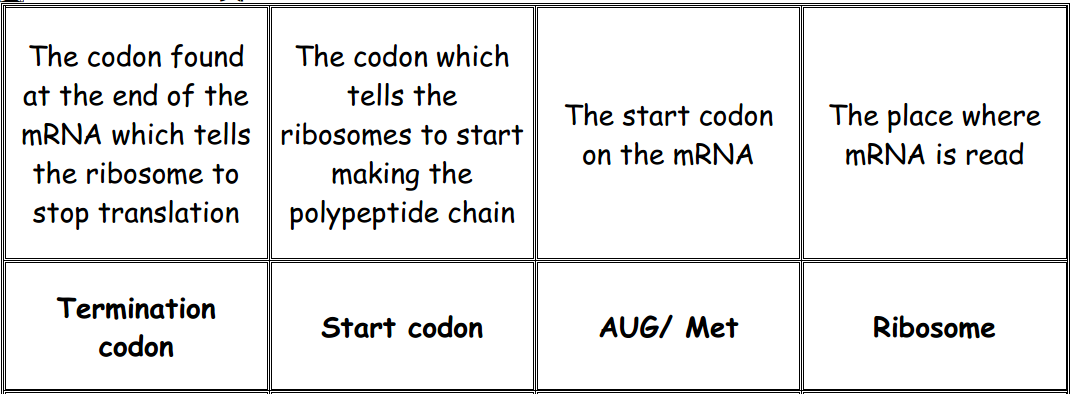 The codon found
at the end of the
mRNA which tells
the ribosome to
stop translation
The codon which
tells the
ribosomes to start
making the
polypeptide chain
The start codon
on the mRNA
The place where
mRNA is read
Termination
codon
Start codon
AUG/ Met
Ribosome